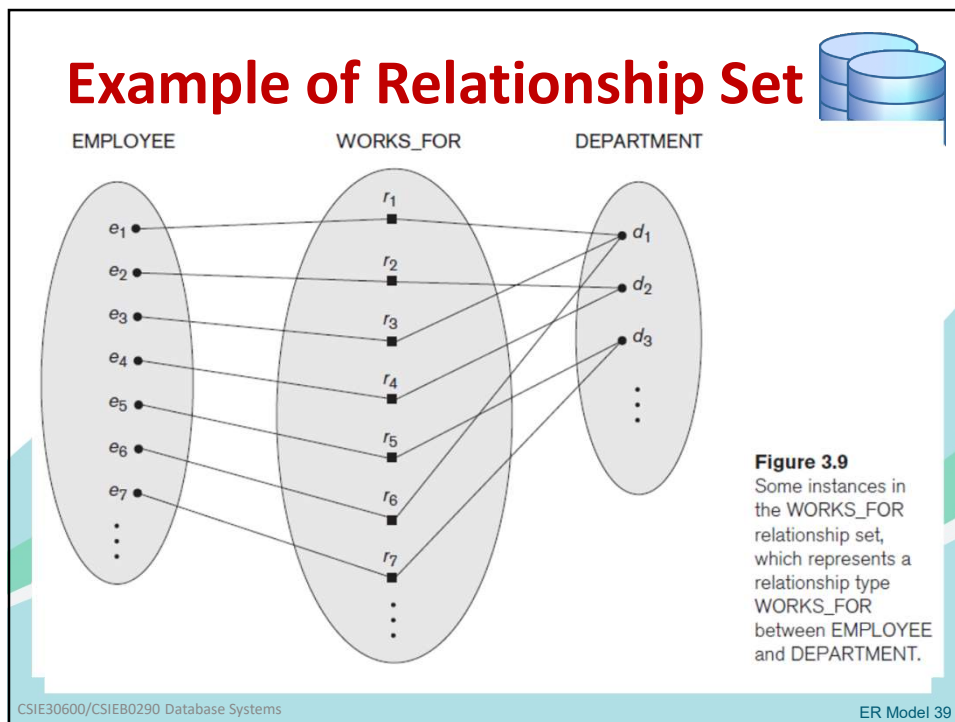 Example of Relationship Set
EMPLOYEE
WORKS_FOR
DEPARTMENT
e1
e2
e3
e4
e5
e6
e7
r1
r2
r3
r4
r5
r6
r7
d1
d2
d3
Figure 3.9
Some instances in
the WORKS_FOR
relationship set,
which represents a
relationship type
WORKS_FOR
between EMPLOYEE
and DEPARTMENT.
CSIE30600/CSIEB0290 Database Systems
ER Model 39